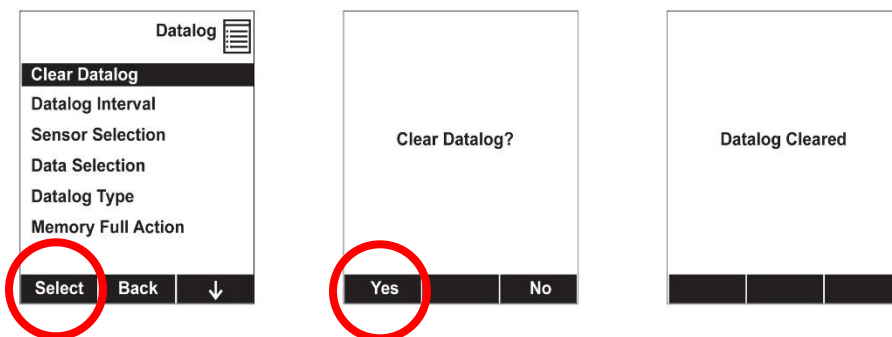 Datalog
Clear Datalog
Datalog Interval
Sensor Selection
Data Selection
Datalog Type
Memory Full Action
Select Back ↓
Clear Datalog?
Yes No
Datalog Cleared